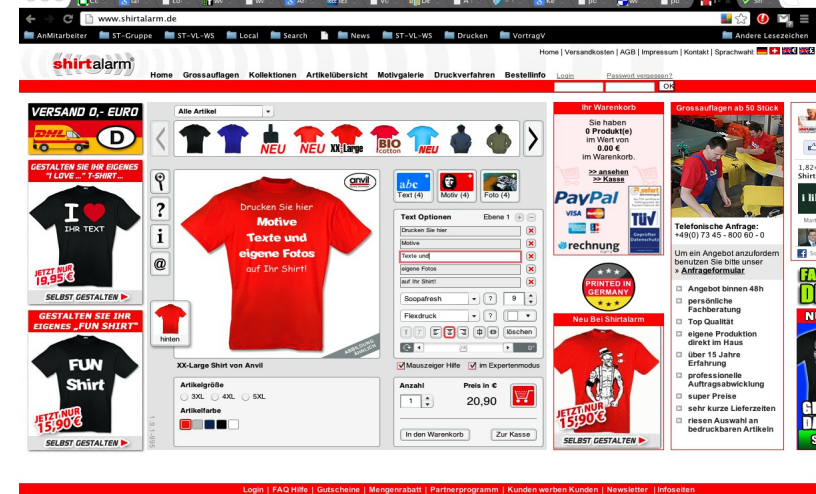 www.shirtalarm.de
AnMitarbeiter ST-Gruppe ST-VL-WS Local Search News ST-VL-WS Drucken VortragV Andere Lesezeichen
Home | Versandkosten | AGB | Impressum | Kontakt | Sprachwahl:
shirtalarm
Home Grossauflagen Kollektionen Artikelübersicht Motivgalerie Druckverfahren Bestellinfo
Login Passwort vergessen?
OK
VERSAND 0,- EURO
DHL D
GESTALTEN SIE IHR EIGENES
"I LOVE..." T-SHIRT...
I
IHR TEXT
JETZT NUR
19,95 €
SELBST GESTALTEN
GESTALTEN SIE IHR
EIGENES „FUN SHIRT"
FUN
Shirt
JETZT NUR
15,90€
SELBST GESTALTEN
Alle Artikel
NEU NEU XX-Large BIO cotton NEU
?
i
@
anvil
Drucken Sie hier
Motive
Texte und
eigene Fotos
auf Ihr Shirt!
ABBILDUNG
ÄHNLICH
hinten
XX-Large Shirt von Anvil
Artikelgröße
3XL 4XL 5XL
Artikelfarbe
abc
Text (4) Motiv (4) Foto (4)
Text Optionen Ebene 1
Drucken Sie hier
Motive
Texte und
eigene Fotos
auf Ihr Shirt!
Soopafresh ? 9
Flexdruck ?
löschen
0°
Mauszeiger Hilfe im Expertenmodus
Anzahl Preis in €
1 20,90
In den Warenkorb Zur Kasse
Ihr Warenkorb
Sie haben
0 Produkt(e)
im Wert von
0.00 €
im Warenkorb.
>> ansehen
>> Kasse
PayPal
VISA
TÜV
Geprüfter
Datenschutz
rechnung
PRINTED IN
GERMANY
Neu Bei Shirtalarm
JETZT NUR
15,90€
SELBST GESTALTEN
Grossauflagen ab 50 Stück
Telefonische Anfrage:
+49(0) 73 45 - 800 60 - 0
Um ein Angebot anzufordern
benutzen Sie bitte unser
» Anfrageformular
Angebot binnen 48h
persönliche
Fachberatung
Top Qualität
eigene Produktion
direkt im Haus
über 15 Jahre
Erfahrung
professionelle
Auftragsabwicklung
super Preise
sehr kurze Lieferzeiten
riesen Auswahl an
bedruckbaren Artikeln
Login | FAQ Hilfe | Gutscheine | Mengenrabatt | Partnerprogramm | Kunden werben Kunden | Newsletter | Infoseiten